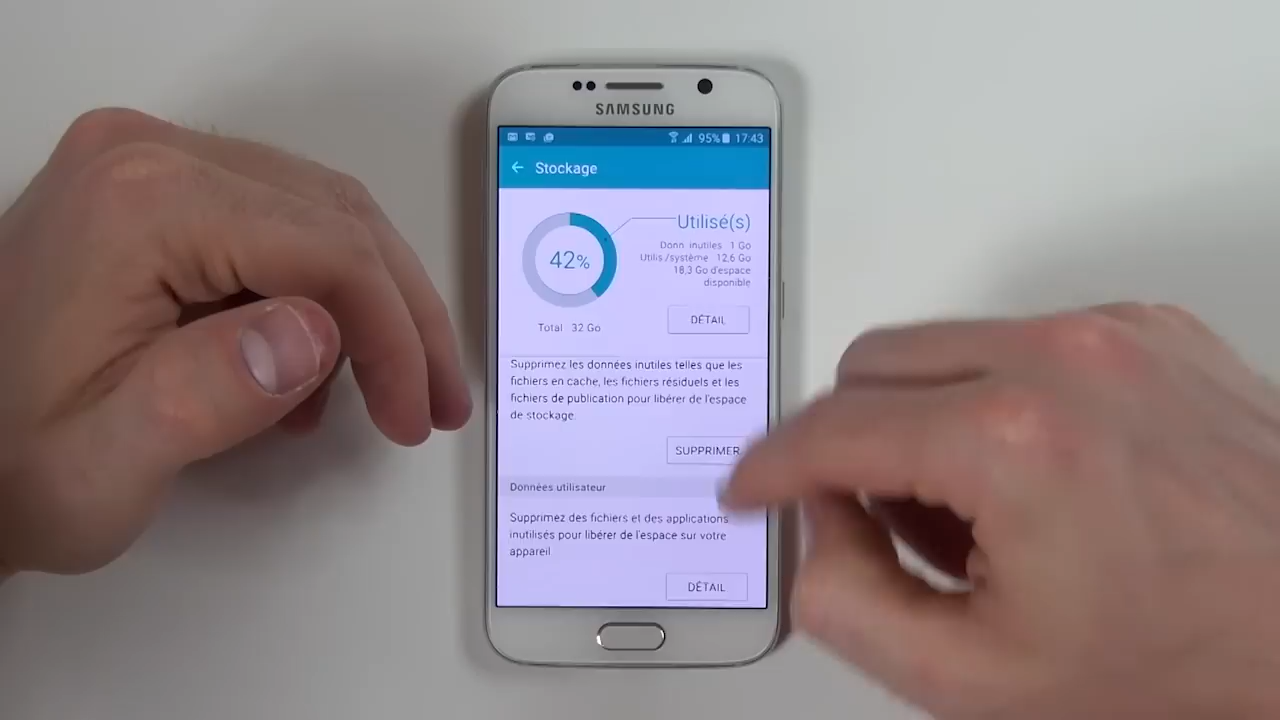 SAMSUNG
95% 17:43
Stockage
Utilisé(s)
42%
Donn inutiles 1 Go
Utilis/système 12,6 Go
18,3 Go d'espace
disponible
Total 32 Go
DÉTAIL
Supprimez les données inutiles telles que les
fichiers en cache, les fichiers résiduels et les
fichiers de publication pour libérer de l'espace
de stockage.
SUPPRIMER
Données utilisateur
Supprimez des fichiers et des applications
inutilisés pour libérer de l'espace sur votre
appareil
DÉTAIL